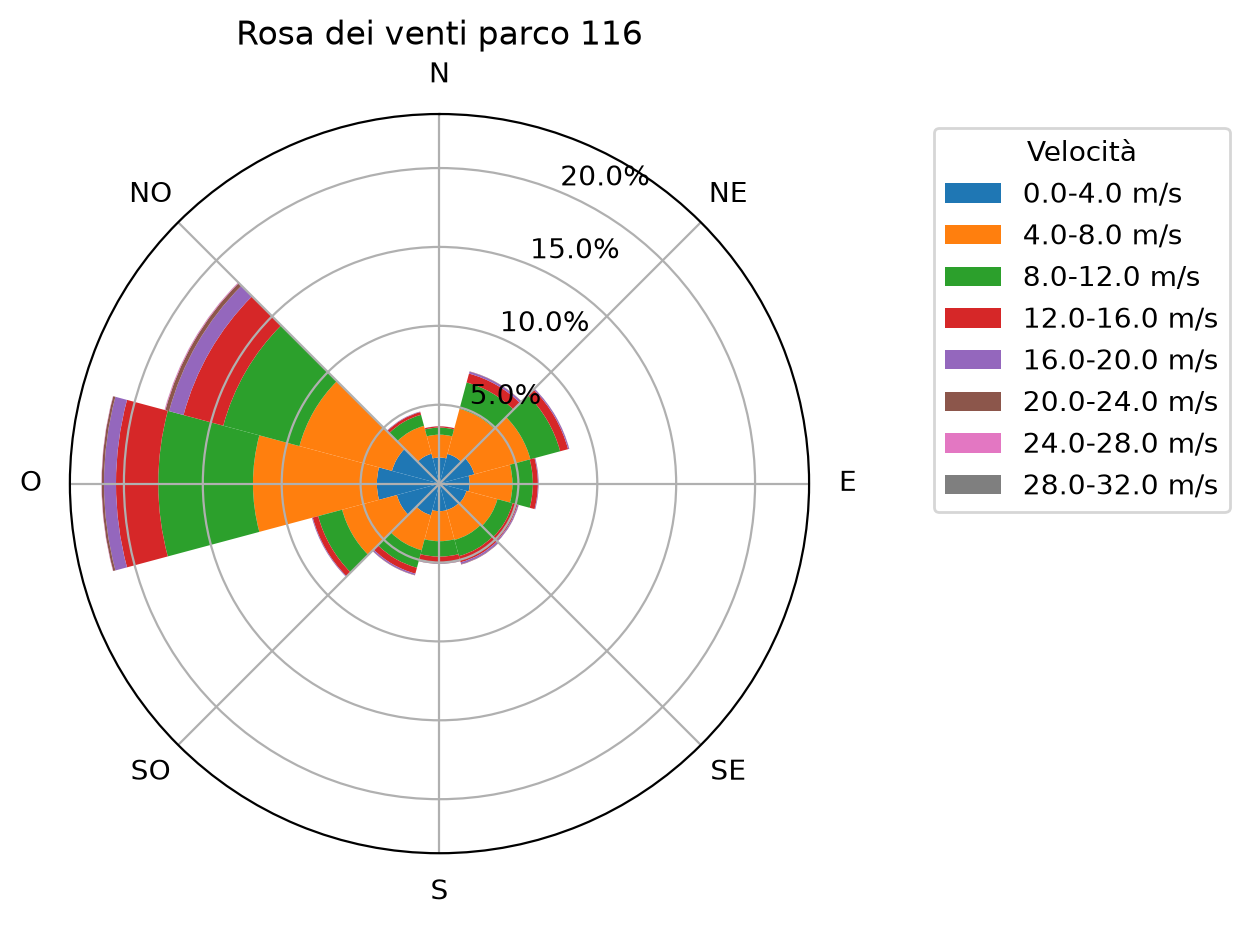 Rosa dei venti parco 116
N
NO
NE
20.0%
15.0%
10.0%
5.0%
O
E
SO
SE
S
Velocità
0.0-4.0 m/s
4.0-8.0 m/s
8.0-12.0 m/s
12.0-16.0 m/s
16.0-20.0 m/s
20.0-24.0 m/s
24.0-28.0 m/s
28.0-32.0 m/s